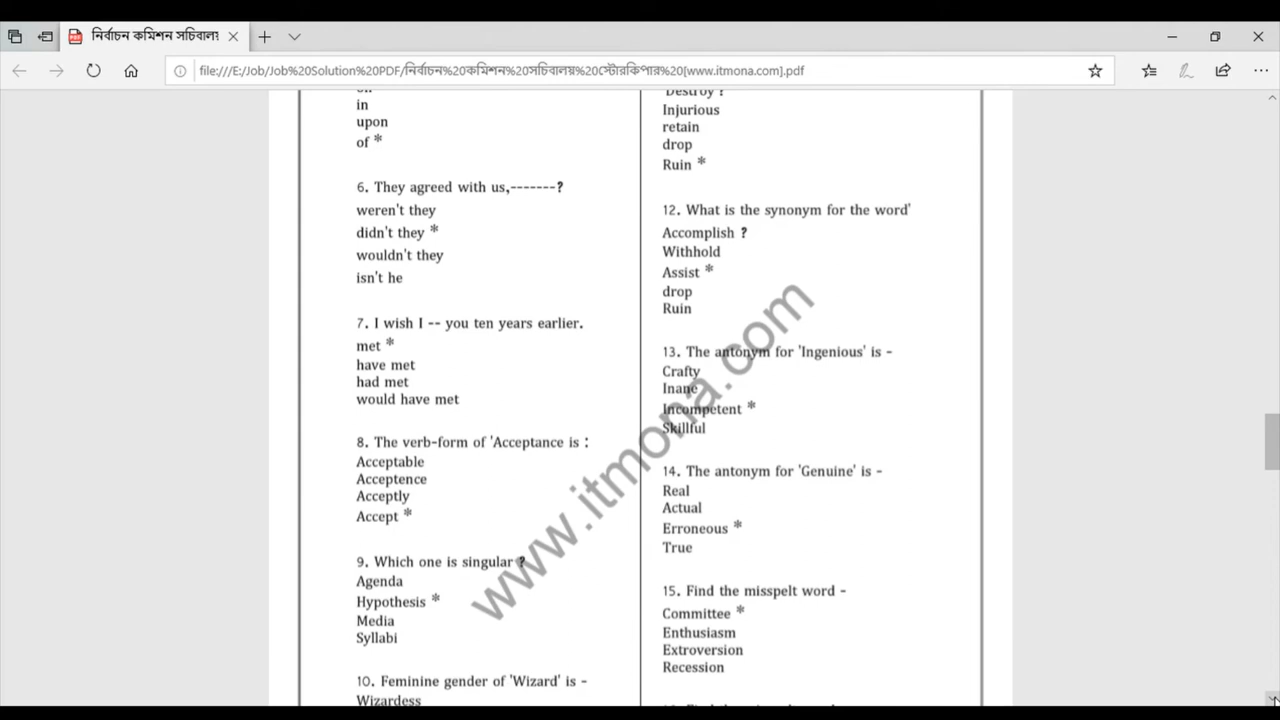 নির্বাচন কমিশন সচিবালয়
file:///E:/Job/Job%20Solution%20PDF/নির্বাচন%20কমিশন%20সচিবালয়%20স্টোরকিপার%20[www.itmona.com].pdf
in
upon
of *
6. They agreed with us,-------?
weren't they
didn't they *
wouldn't they
isn't he
7. I wish I -- you ten years earlier.
met *
have met
had met
would have met
8. The verb-form of 'Acceptance is :
Acceptable
Acceptence
Acceptly
Accept *
9. Which one is singular ?
Agenda
Hypothesis *
Media
Syllabi
10. Feminine gender of 'Wizard' is -
Wizardess
'Destroy ?
Injurious
retain
drop
Ruin *
12. What is the synonym for the word'
Accomplish ?
Withhold
Assist *
drop
Ruin
13. The antonym for 'Ingenious' is -
Crafty
Inane
Incompetent *
Skillful
14. The antonym for 'Genuine' is -
Real
Actual
Erroneous *
True
15. Find the misspelt word -
Committee *
Enthusiasm
Extroversion
Recession
www.itmona.com